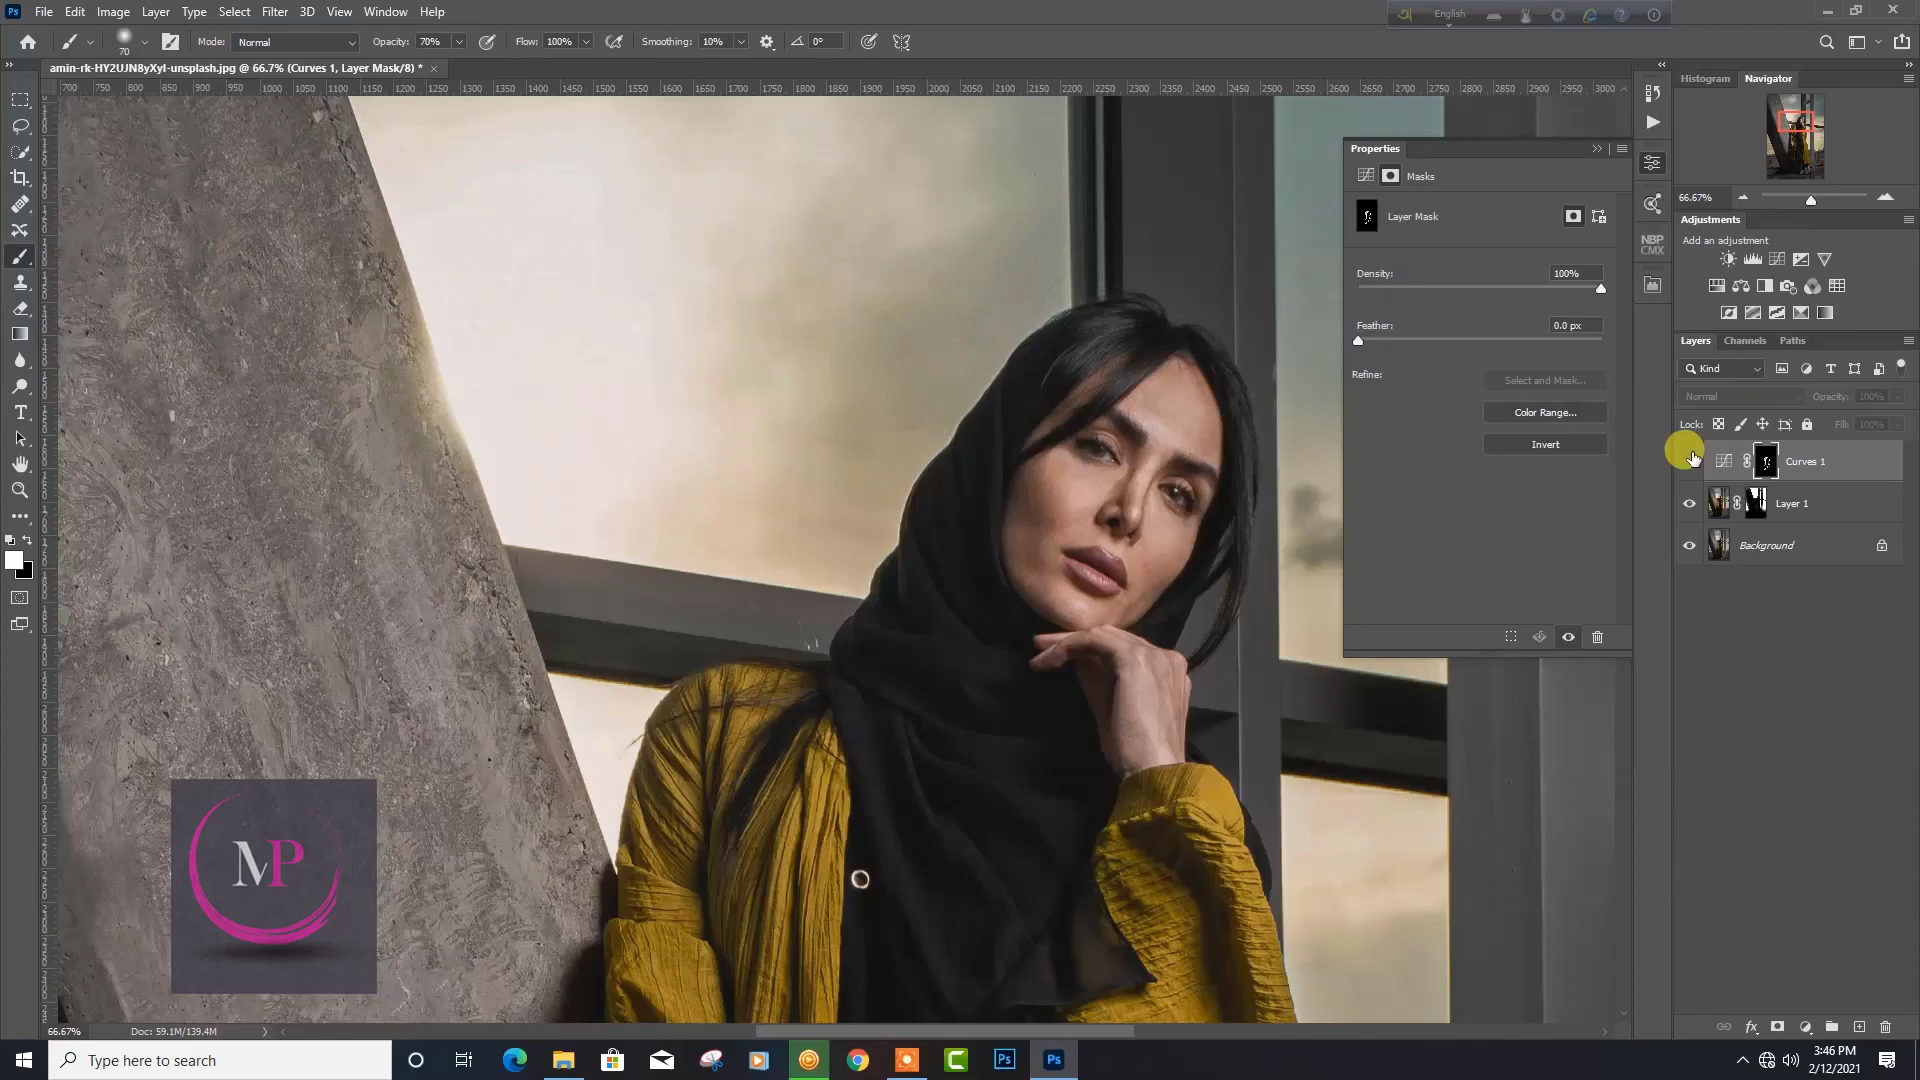 Ps File Edit Image Layer Type Select Filter 3D View Window Help
English
70 Mode: Normal Opacity: 70% Flow: 100% Smoothing: 10% 0°
amin-rk-HY2UJN8yXyI-unsplash.jpg @ 66.7% (Curves 1, Layer Mask/8) *
700 750 800 850 900 950 1000 1050 1100 1150 1200 1250 1300 1350 1400 1450 1500 1550 1600 1650 1700 1750 1800 1850 1900 1950 2000 2050 2100 2150 2200 2250 2300 2350 2400 2450 2500 2550 2600 2650 2700 2750 2800 2850 2900 2950 3000
Histogram Navigator
66.67%
Adjustments
Add an adjustment
Properties
Masks
Layer Mask
Density: 100%
Feather: 0.0 px
Refine:
Select and Mask...
Color Range...
Invert
NBP
CMX
Layers Channels Paths
Kind
Normal Opacity: 100%
Lock: Fill: 100%
Curves 1
Layer 1
Background
MP
66.67% Doc: 59.1M/139.4M
Type here to search
Ps
Ps
3:46 PM
2/12/2021